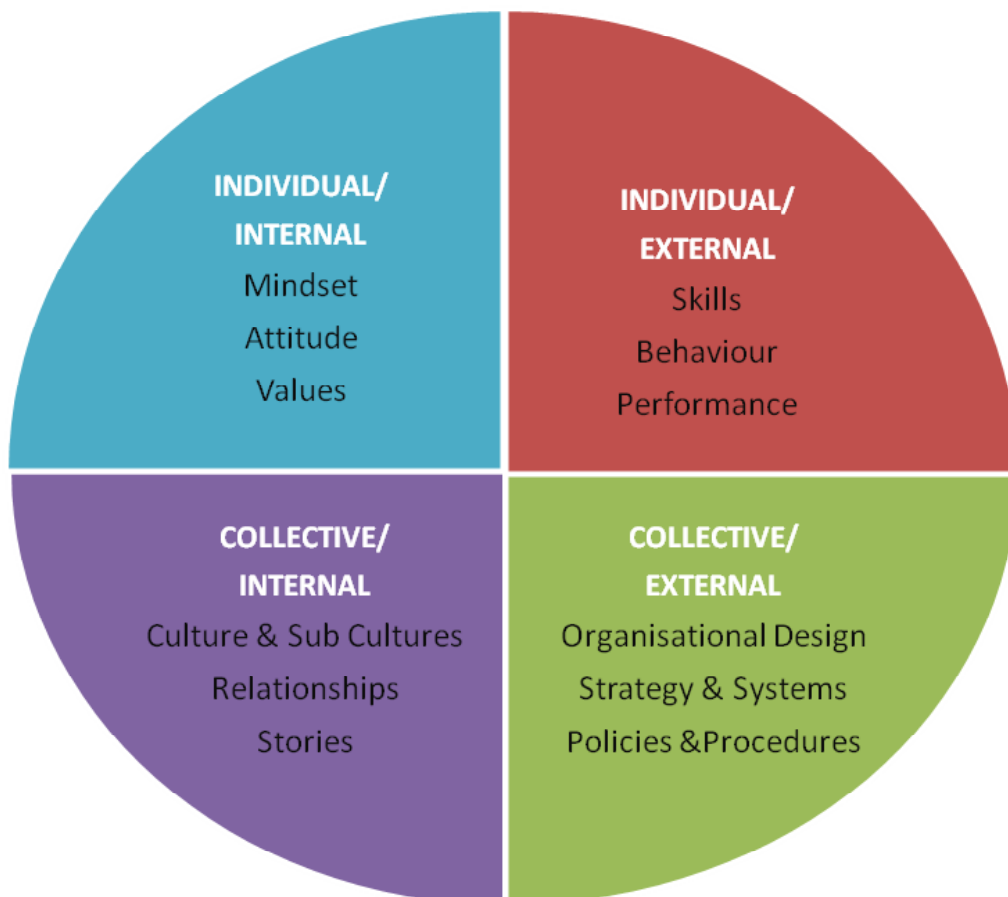 INDIVIDUAL/
INTERNAL
Mindset
Attitude
Values
INDIVIDUAL/
EXTERNAL
Skills
Behaviour
Performance
COLLECTIVE/
INTERNAL
Culture & Sub Cultures
Relationships
Stories
COLLECTIVE/
EXTERNAL
Organisational Design
Strategy & Systems
Policies &Procedures